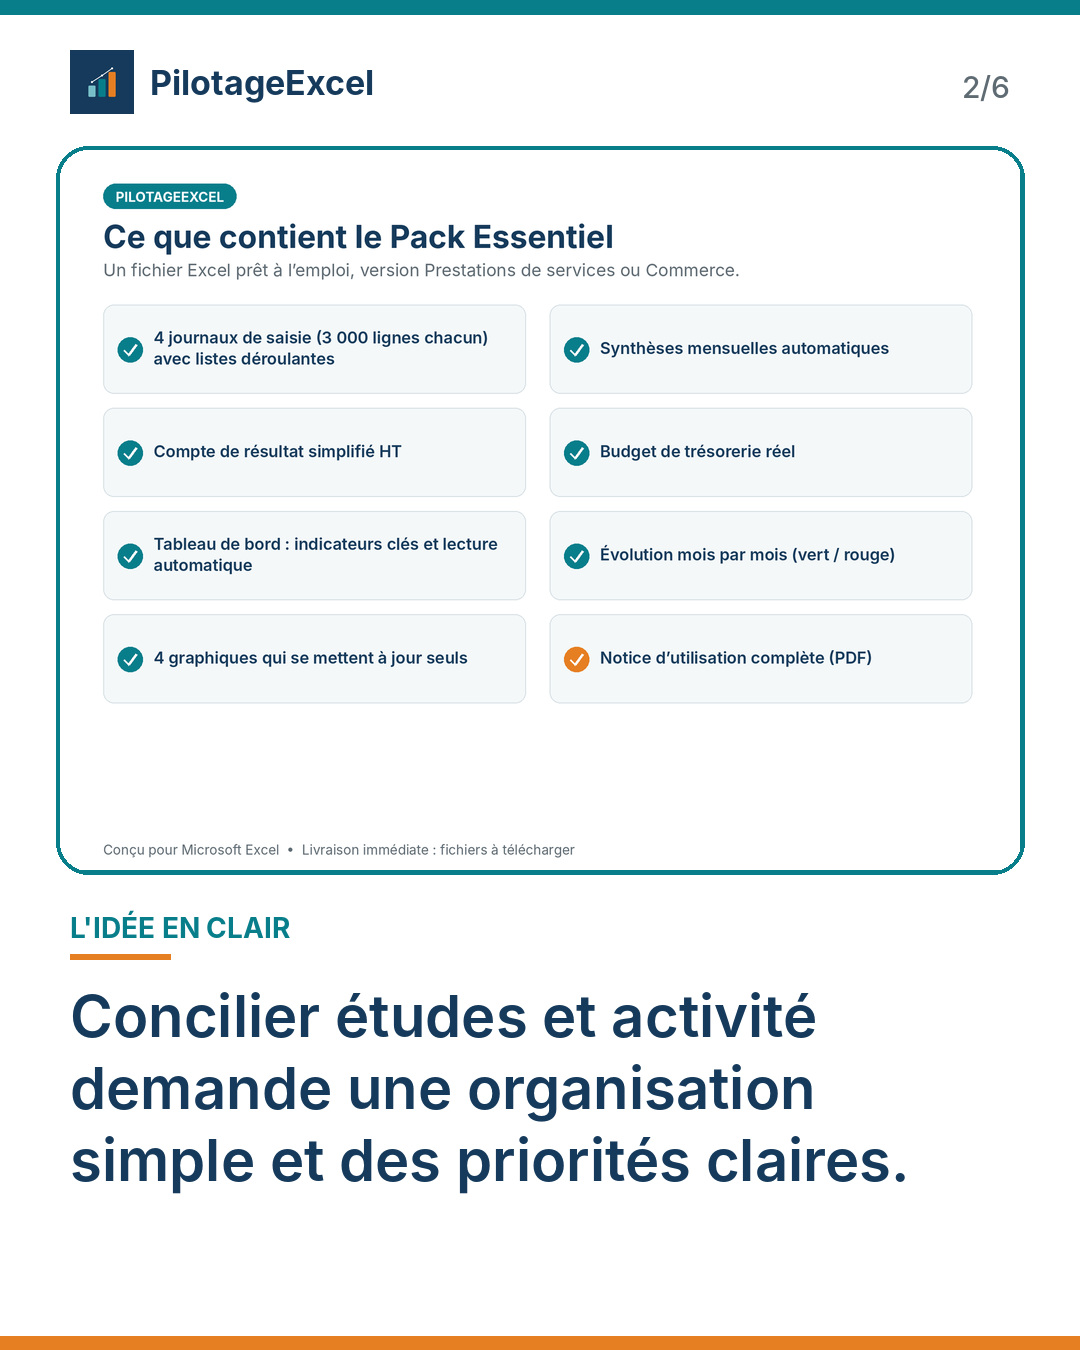 PilotageExcel
2/6
PILOTAGEEXCEL
Ce que contient le Pack Essentiel
Un fichier Excel prêt à l’emploi, version Prestations de services ou Commerce.
4 journaux de saisie (3 000 lignes chacun)
avec listes déroulantes
Synthèses mensuelles automatiques
Compte de résultat simplifié HT
Budget de trésorerie réel
Tableau de bord : indicateurs clés et lecture
automatique
Évolution mois par mois (vert / rouge)
4 graphiques qui se mettent à jour seuls
Notice d’utilisation complète (PDF)
Conçu pour Microsoft Excel • Livraison immédiate : fichiers à télécharger
L'IDÉE EN CLAIR
Concilier études et activité
demande une organisation
simple et des priorités claires.